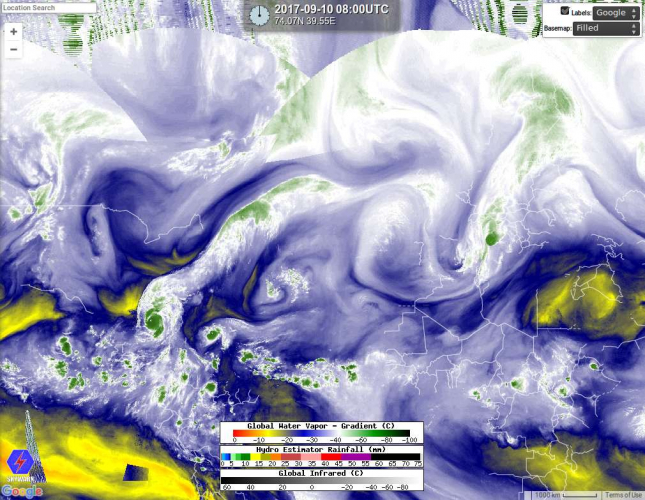 Location Search
2017-09-10 08:00UTC
74.07N 39.55E
Labels: Google
Basemap: Filled
+
−
Global Water Vapor - Gradient (C)
0 -10 -20 -30 -40 -60 -80 -100
Hydro Estimator Rainfall (mm)
0 5 10 15 20 25 30 35 40 45 50 55 60 65 70 75
Global Infrared (C)
60 40 20 0 -20 -40 -60 -80
Google
1000 km
Terms of Use